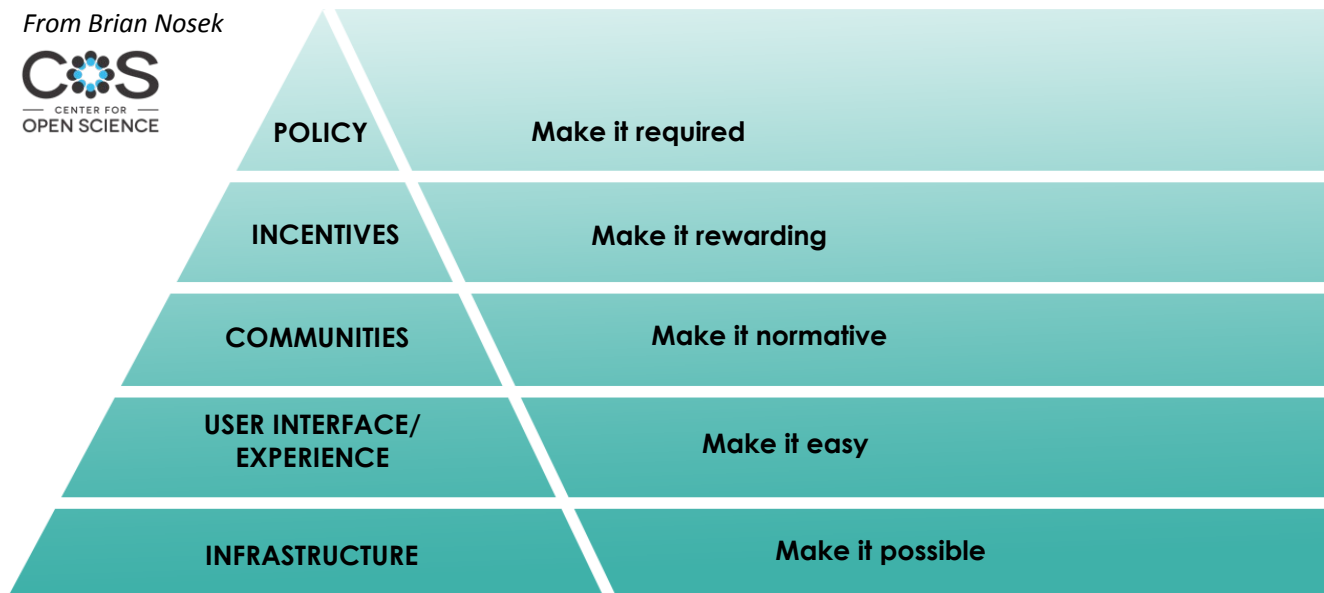 From Brian Nosek
COS
CENTER FOR
OPEN SCIENCE
POLICY
Make it required
INCENTIVES
Make it rewarding
COMMUNITIES
Make it normative
USER INTERFACE/
EXPERIENCE
Make it easy
INFRASTRUCTURE
Make it possible